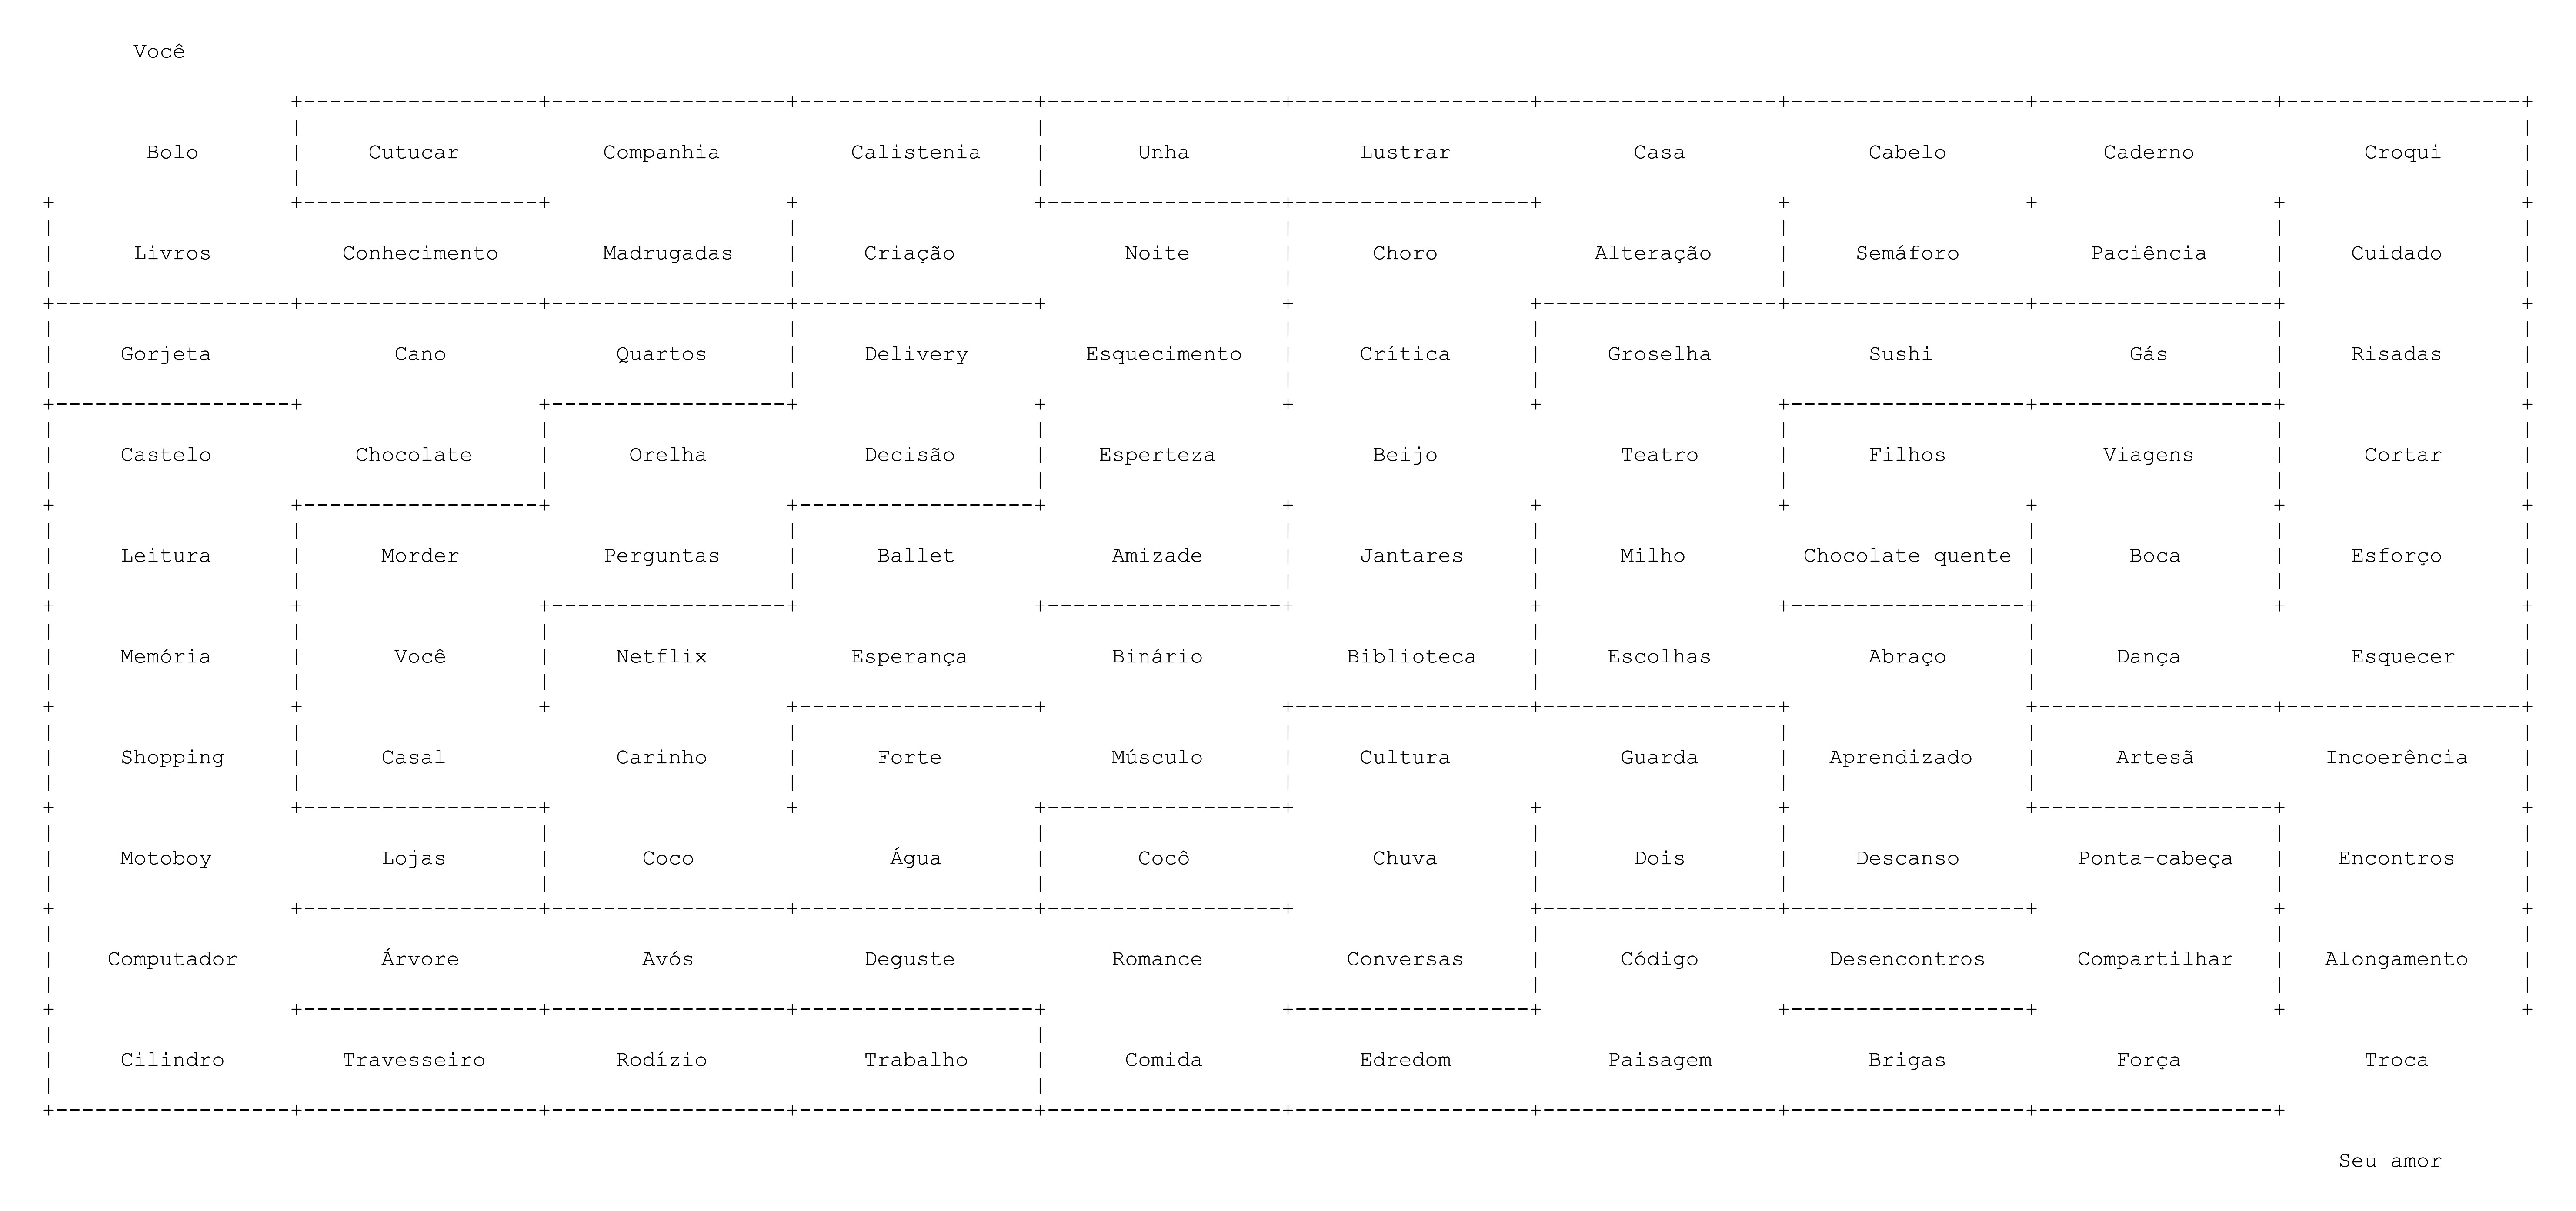 Você
Bolo Cutucar Companhia Calistenia Unha Lustrar Casa Cabelo Caderno Croqui
Livros Conhecimento Madrugadas Criação Noite Choro Alteração Semáforo Paciência Cuidado
Gorjeta Cano Quartos Delivery Esquecimento Crítica Groselha Sushi Gás Risadas
Castelo Chocolate Orelha Decisão Esperteza Beijo Teatro Filhos Viagens Cortar
Leitura Morder Perguntas Ballet Amizade Jantares Milho Chocolate quente Boca Esforço
Memória Você Netflix Esperança Binário Biblioteca Escolhas Abraço Dança Esquecer
Shopping Casal Carinho Forte Músculo Cultura Guarda Aprendizado Artesã Incoerência
Motoboy Lojas Coco Água Cocô Chuva Dois Descanso Ponta-cabeça Encontros
Computador Árvore Avós Deguste Romance Conversas Código Desencontros Compartilhar Alongamento
Cilindro Travesseiro Rodízio Trabalho Comida Edredom Paisagem Brigas Força Troca
Seu amor